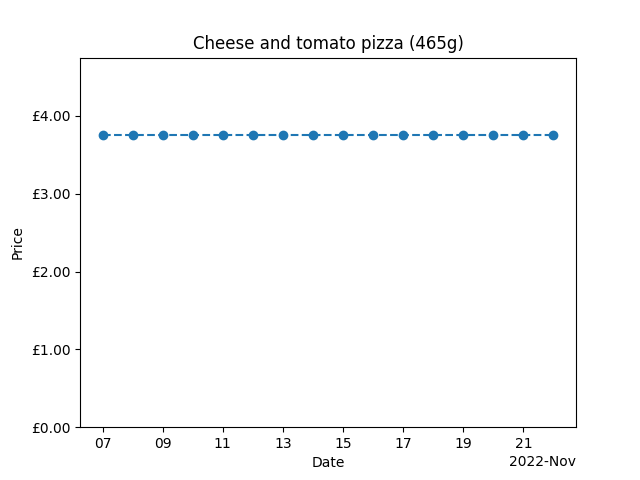 Cheese and tomato pizza (465g)
£4.00
£3.00
£2.00
£1.00
£0.00
Price
07 09 11 13 15 17 19 21
Date
2022-Nov